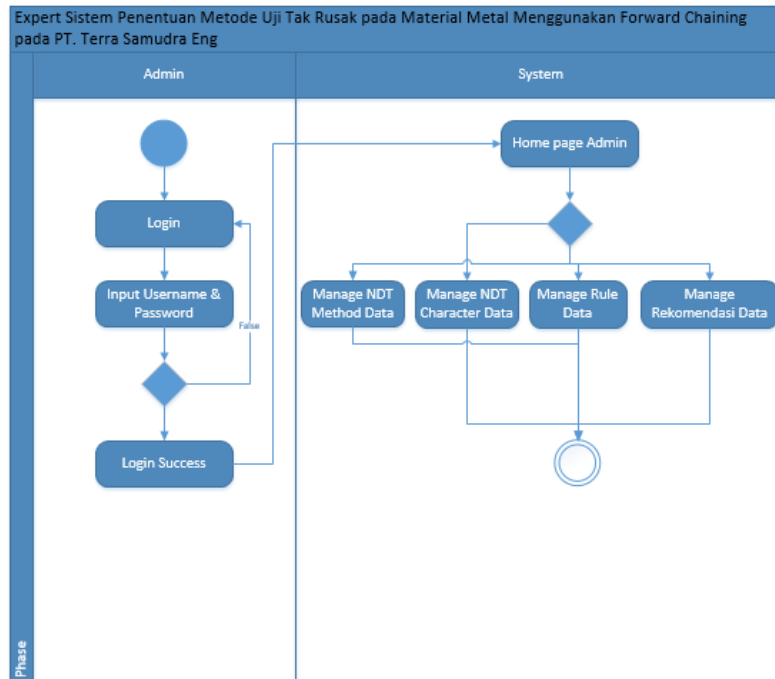 Expert Sistem Penentuan Metode Uji Tak Rusak pada Material Metal Menggunakan Forward Chaining
pada PT. Terra Samudra Eng
Admin
System
Home page Admin
Login
Input Username &
Password
False
Manage NDT
Method Data
Manage NDT
Character Data
Manage Rule
Data
Manage
Rekomendasi Data
Login Success
Phase